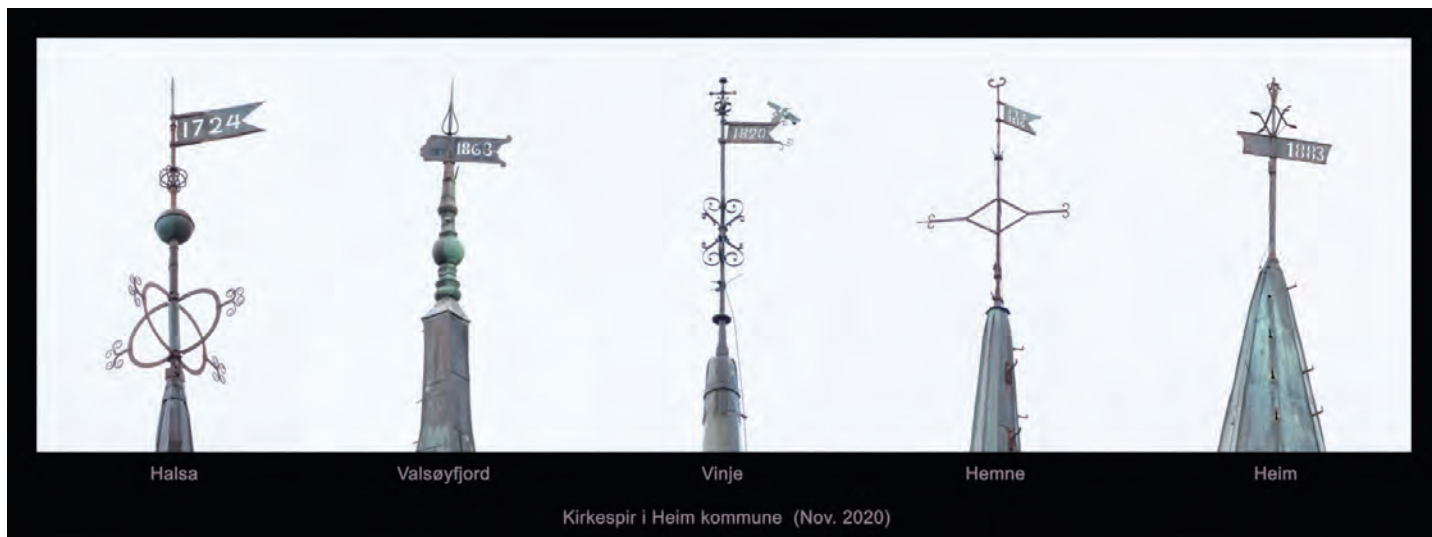 1724
1863
1820
1883
Halsa
Valsøyfjord
Vinje
Hemne
Heim
Kirkespir i Heim kommune (Nov. 2020)